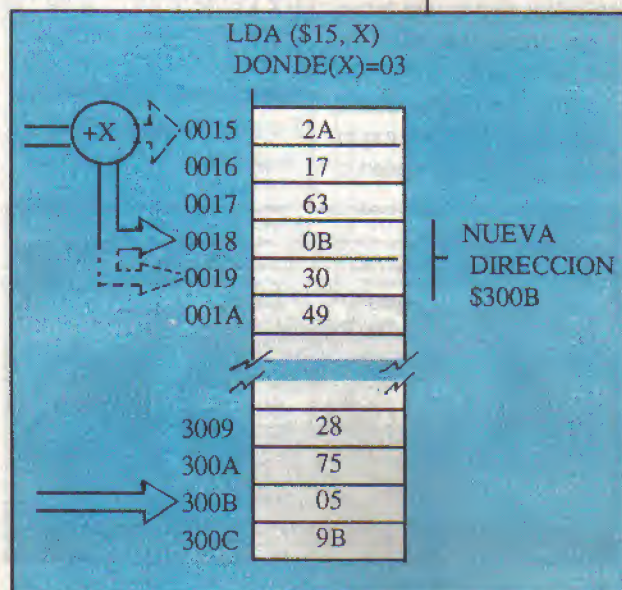 LDA ($15, X)
DONDE(X)=03
+X
0015 2A
0016 17
0017 63
0018 0B
0019 30
001A 49
NUEVA
DIRECCION
$300B
3009 28
300A 75
300B 05
300C 9B